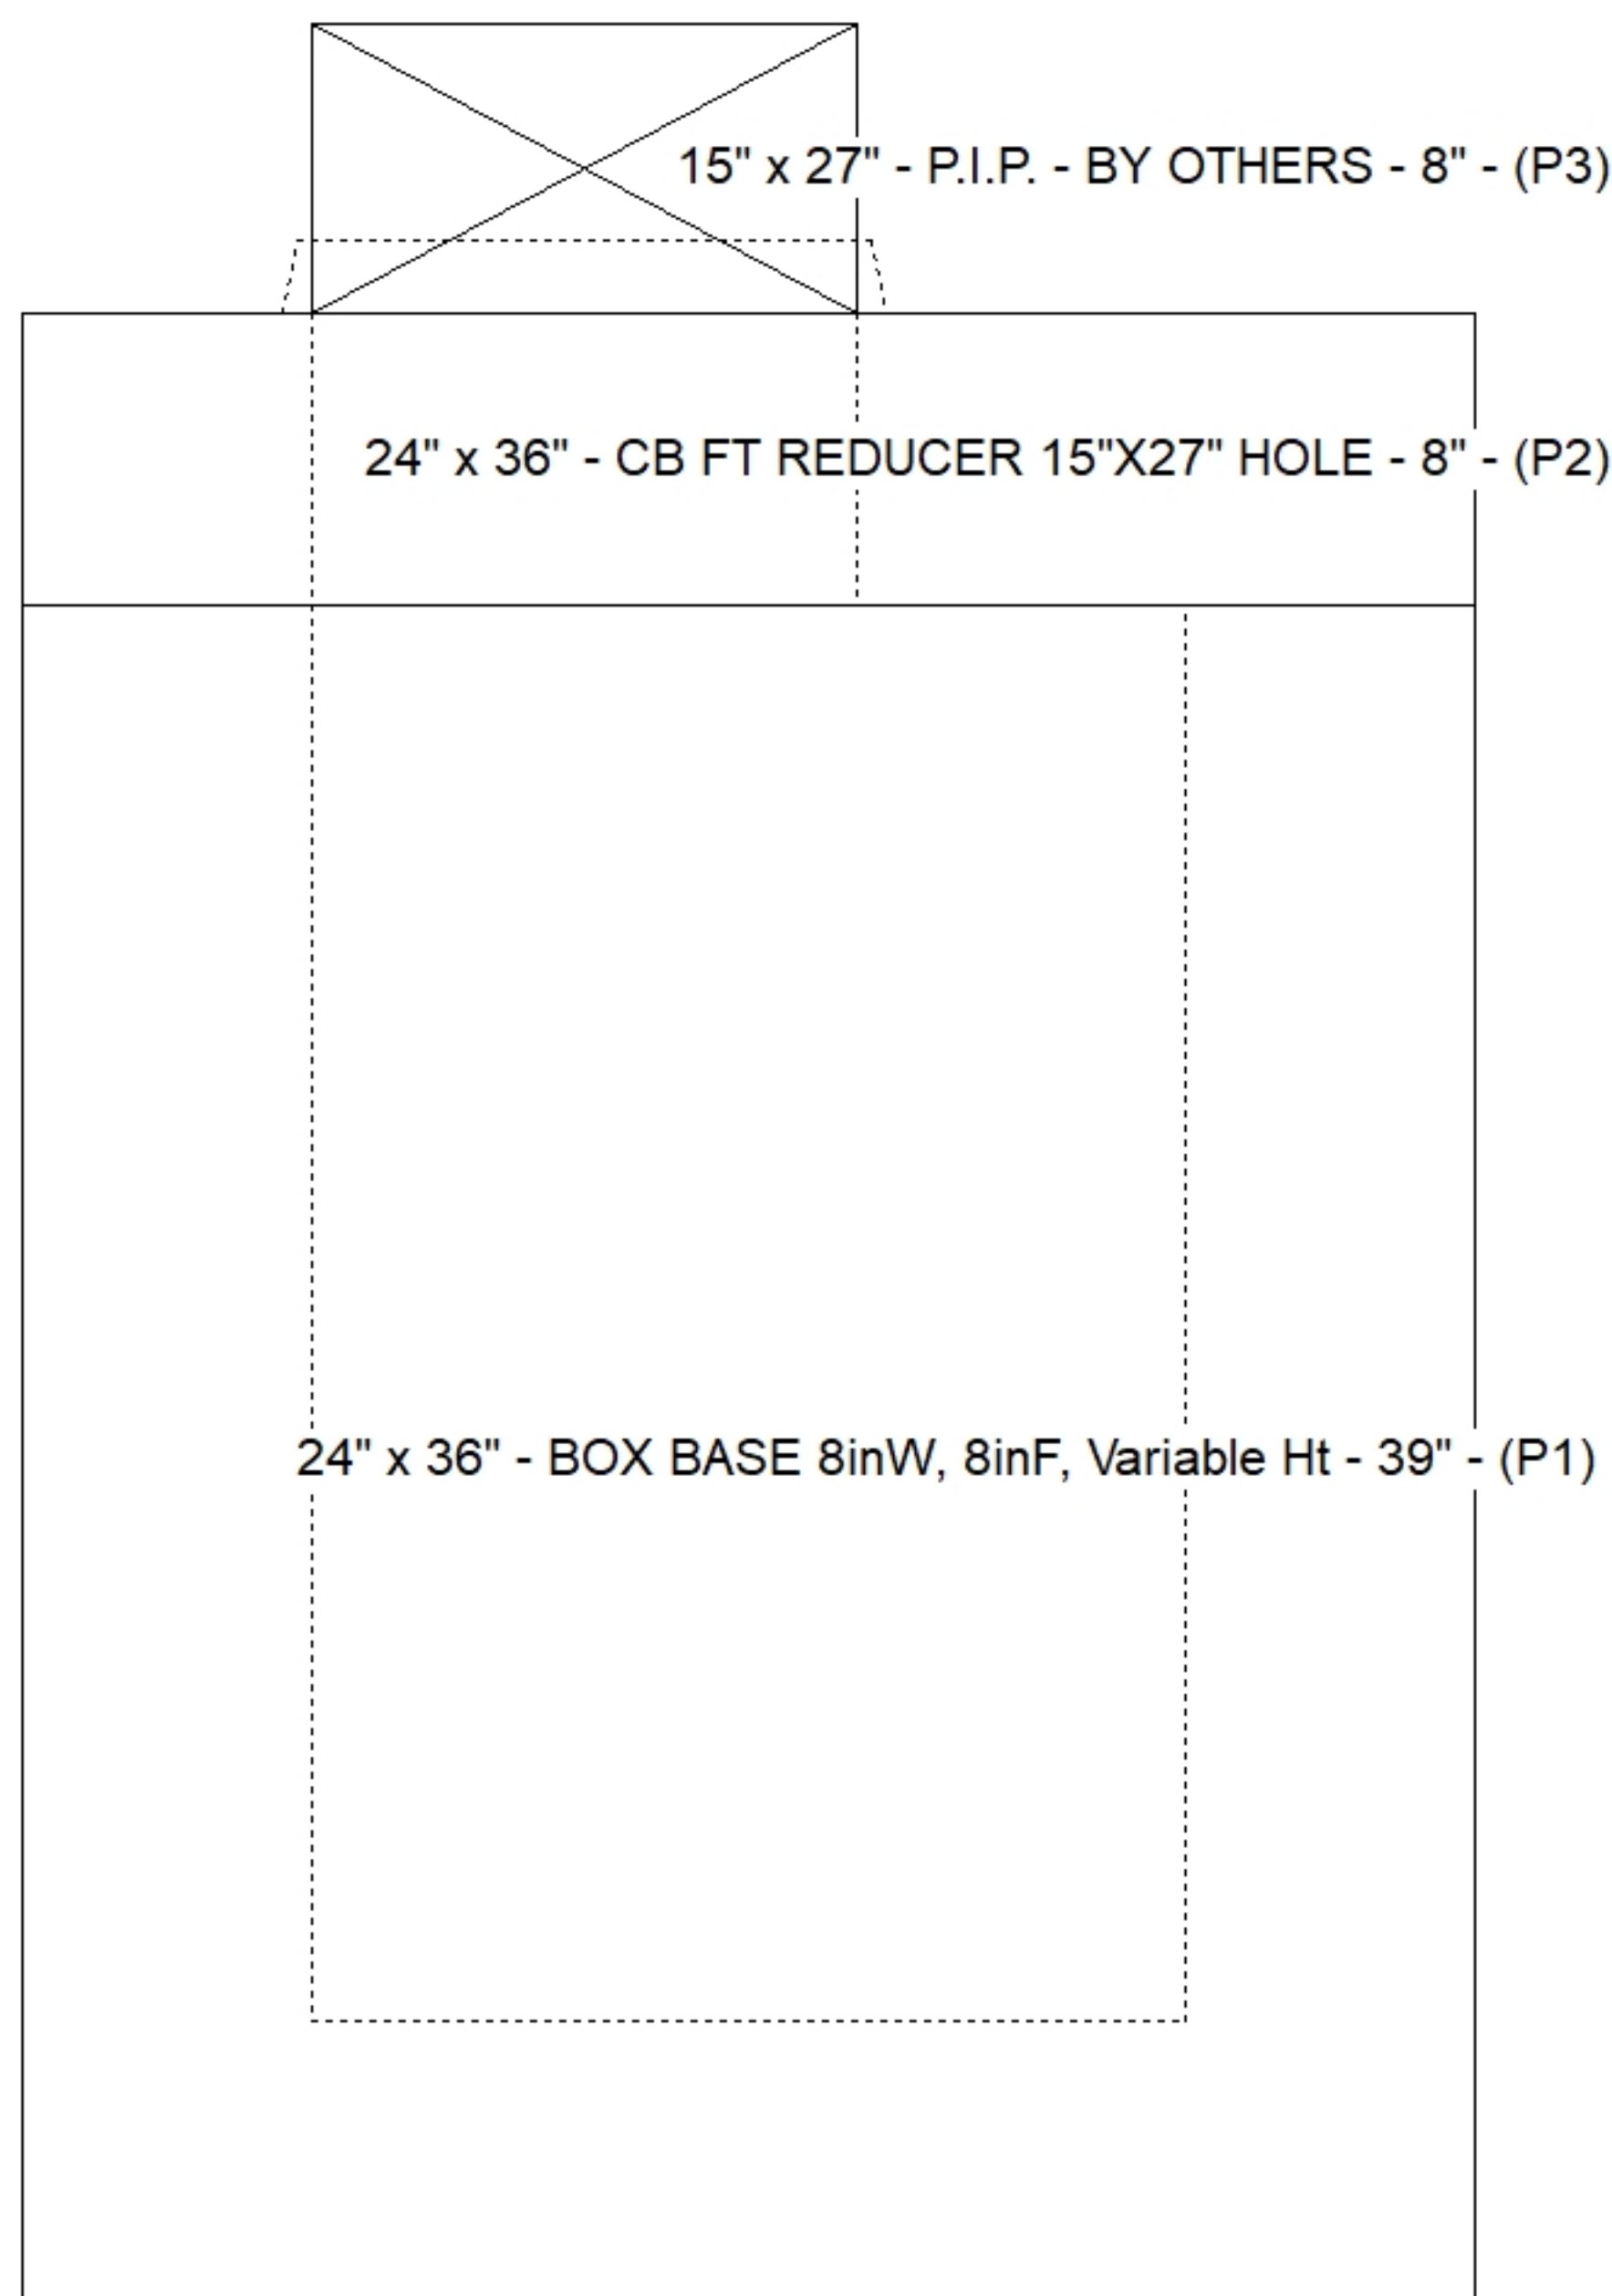 15" x 27" - P.I.P. - BY OTHERS - 8" - (P3)
24" x 36" - CB FT REDUCER 15"X27" HOLE - 8" - (P2)
24" x 36" - BOX BASE 8inW, 8inF, Variable Ht - 39" - (P1)